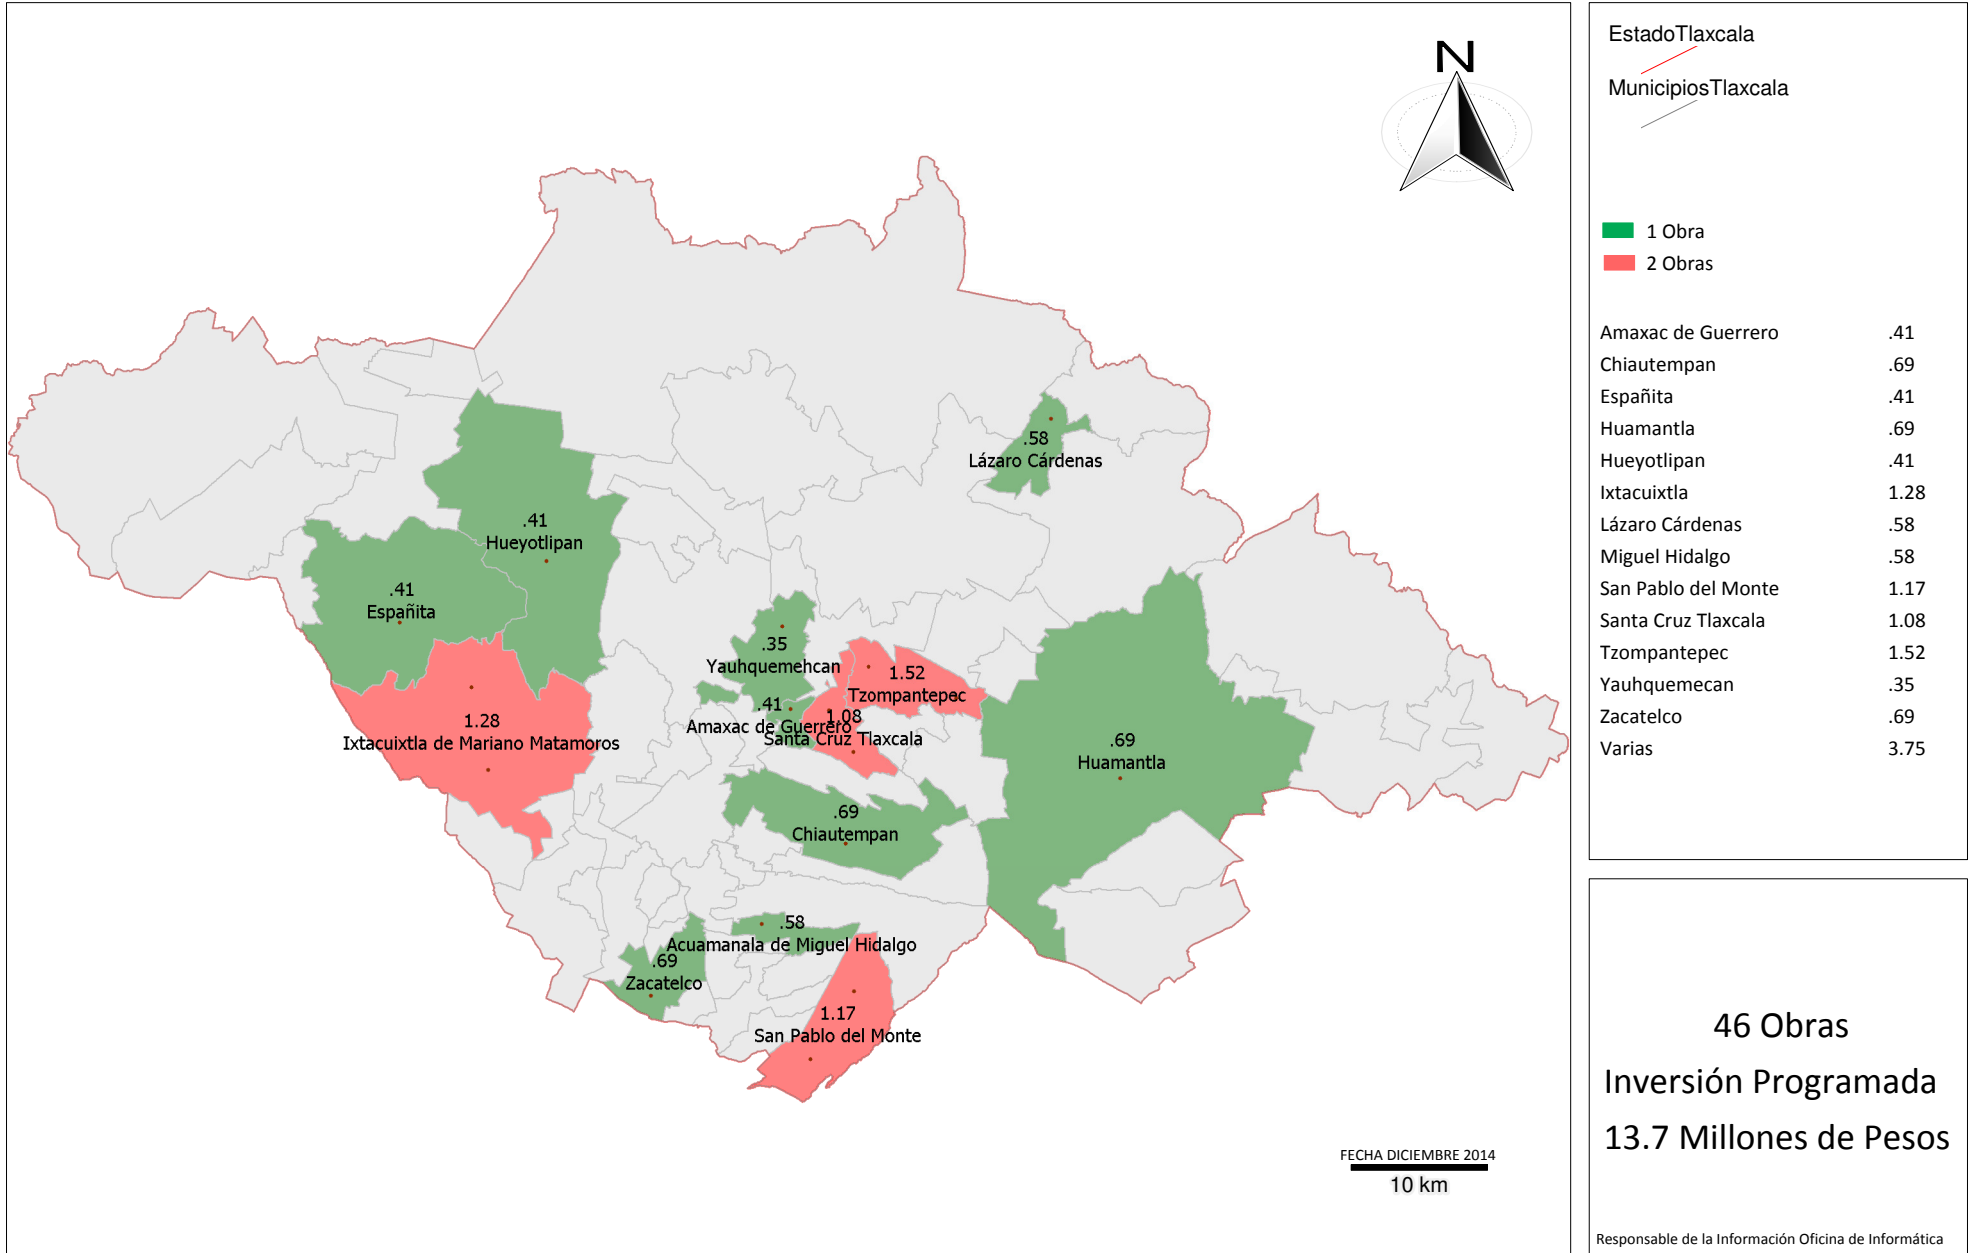 N
.58
Lázaro Cárdenas
.41
Hueyotlipan
.41
Españita
.35
Yauhquemehcan
1.52
Tzompantepec
.41
Amaxac de Guerrero
1.08
Santa Cruz Tlaxcala
1.28
Ixtacuixtla de Mariano Matamoros
.69
Huamantla
.69
Chiautempan
.58
Acuamanala de Miguel Hidalgo
.69
Zacatelco
1.17
San Pablo del Monte
FECHA DICIEMBRE 2014
10 km
EstadoTlaxcala
MunicipiosTlaxcala
1 Obra
2 Obras
Amaxac de Guerrero .41
Chiautempan .69
Españita .41
Huamantla .69
Hueyotlipan .41
Ixtacuixtla 1.28
Lázaro Cárdenas .58
Miguel Hidalgo .58
San Pablo del Monte 1.17
Santa Cruz Tlaxcala 1.08
Tzompantepec 1.52
Yauhquemecan .35
Zacatelco .69
Varias 3.75
46 Obras
Inversión Programada
13.7 Millones de Pesos
Responsable de la Información Oficina de Informática